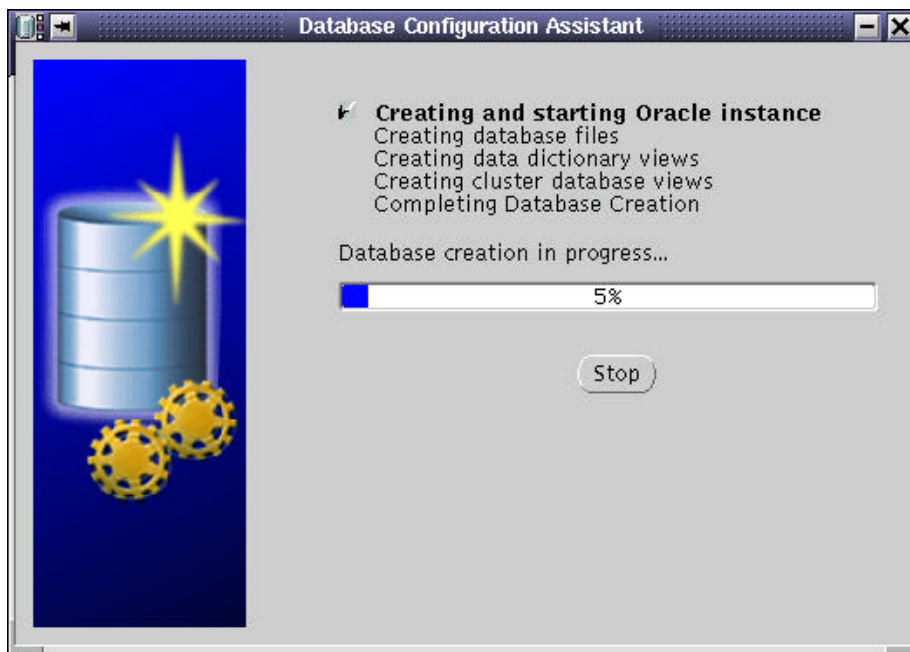 Database Configuration Assistant
Creating and starting Oracle instance
Creating database files
Creating data dictionary views
Creating cluster database views
Completing Database Creation
Database creation in progress...
5%
Stop